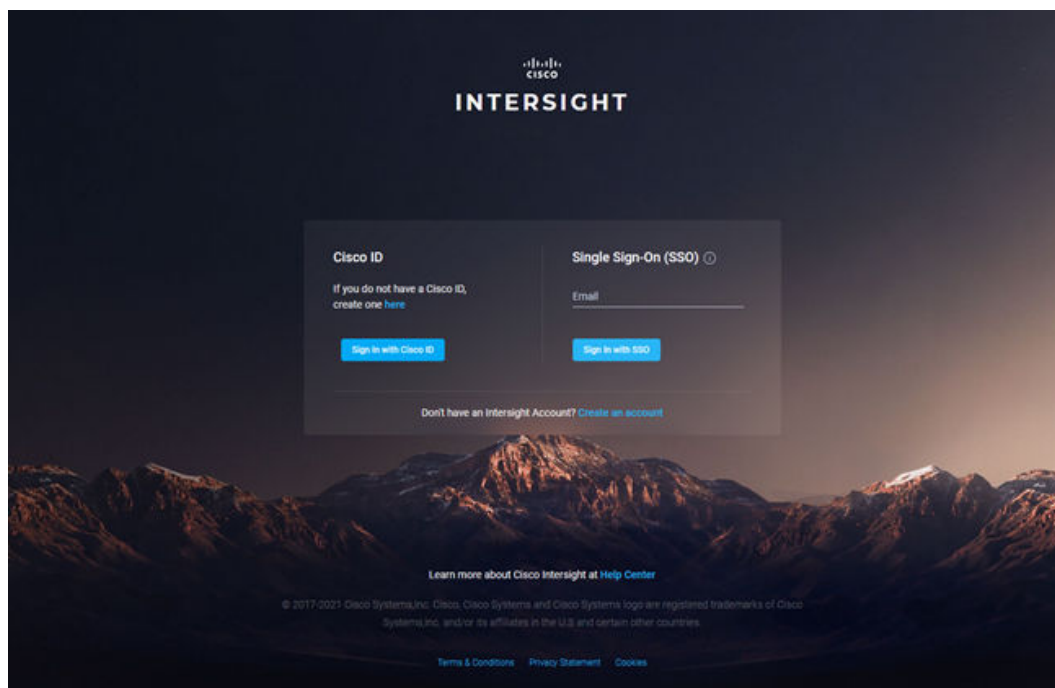 CISCO
INTERSIGHT
Cisco ID
If you do not have a Cisco ID,
create one here
Sign In with Cisco ID
Single Sign-On (SSO)
Email
Sign In with SSO
Don't have an Intersight Account? Create an account
Learn more about Cisco Intersight at Help Center
© 2017-2021 Cisco Systems,Inc. Cisco, Cisco Systems and Cisco Systems logo are registered trademarks of Cisco
Systems,Inc. and/or its affiliates in the U.S and certain other countries.
Terms & Conditions Privacy Statement Cookies